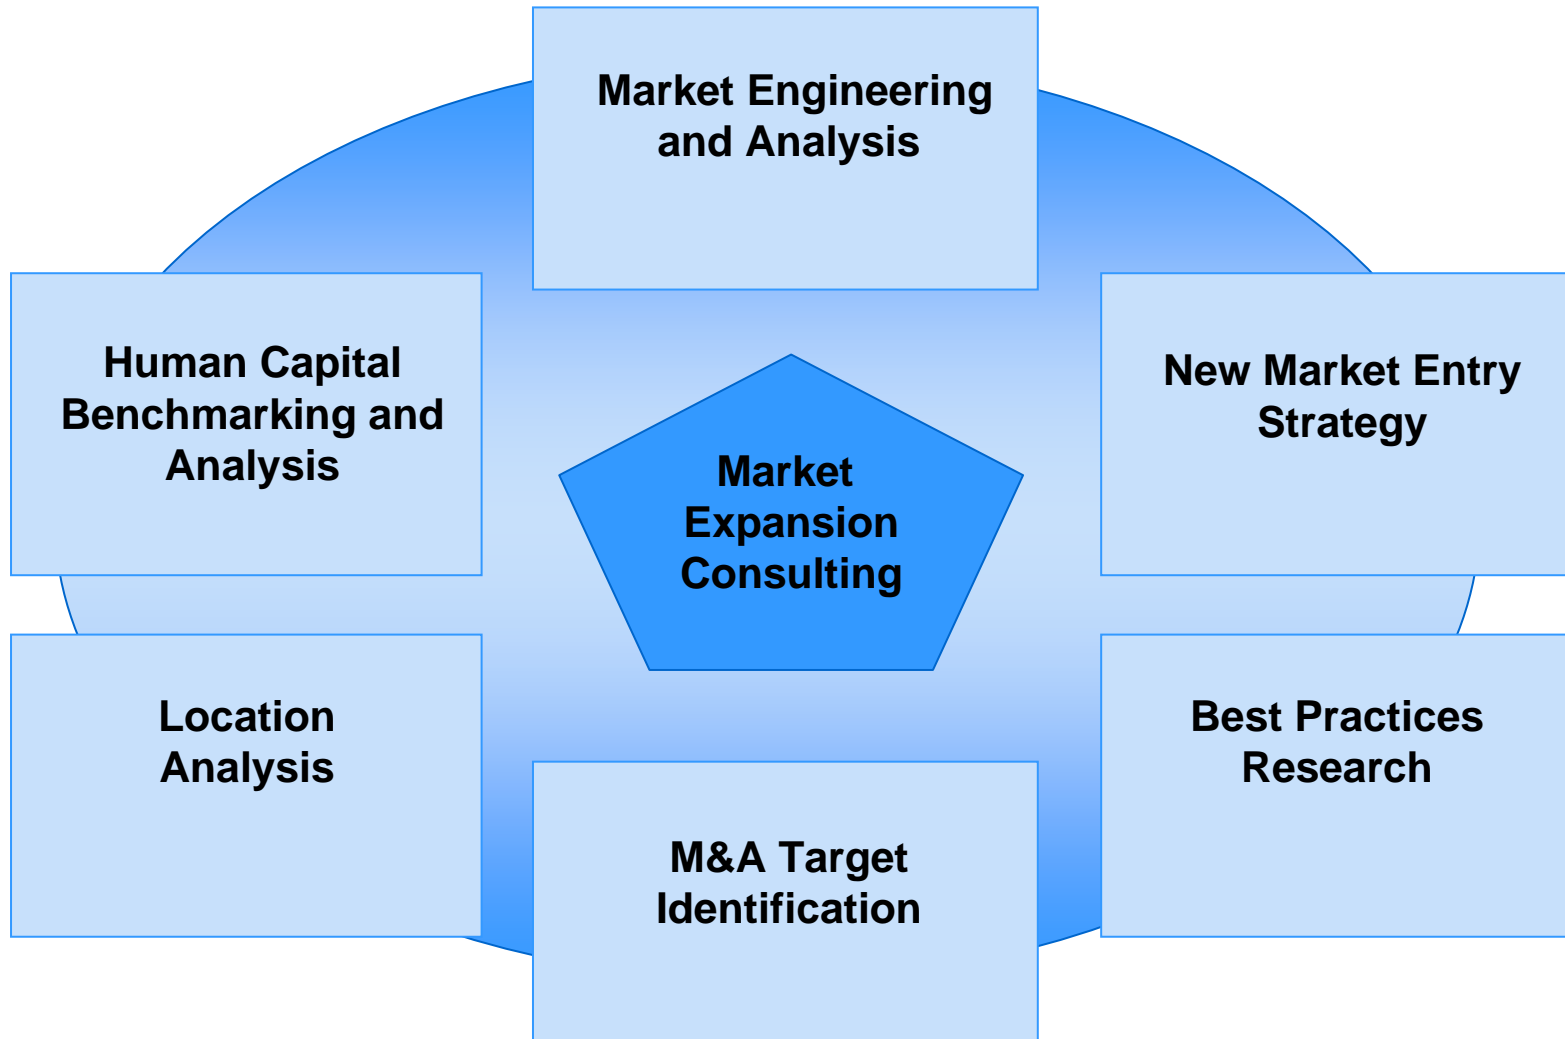 Market Engineering
and Analysis
Human Capital
Benchmarking and
Analysis
New Market Entry
Strategy
Market
Expansion
Consulting
Location
Analysis
Best Practices
Research
M&A Target
Identification